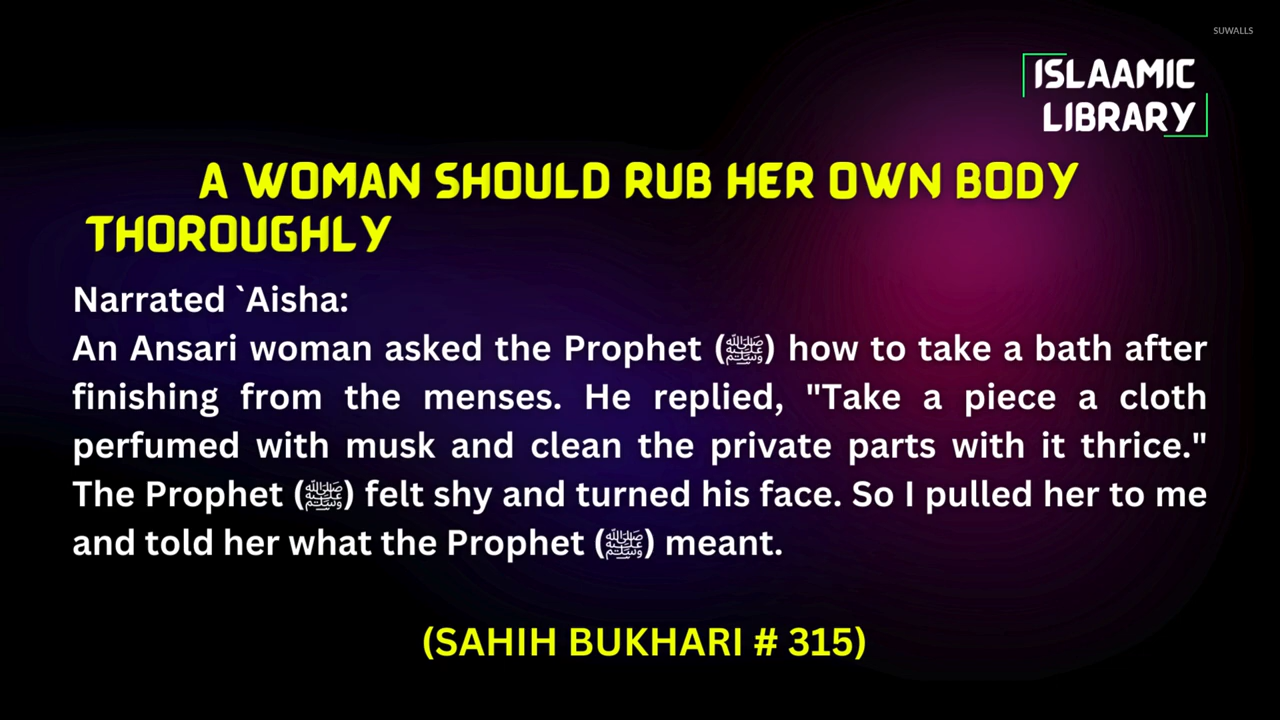 SUWALLS
ISLAAMIC
LIBRARY
A WOMAN SHOULD RUB HER OWN BODY
THOROUGHLY
Narrated `Aisha:
An Ansari woman asked the Prophet (ﷺ) how to take a bath after
finishing from the menses. He replied, "Take a piece a cloth
perfumed with musk and clean the private parts with it thrice."
The Prophet (ﷺ) felt shy and turned his face. So I pulled her to me
and told her what the Prophet (ﷺ) meant.
(SAHIH BUKHARI # 315)